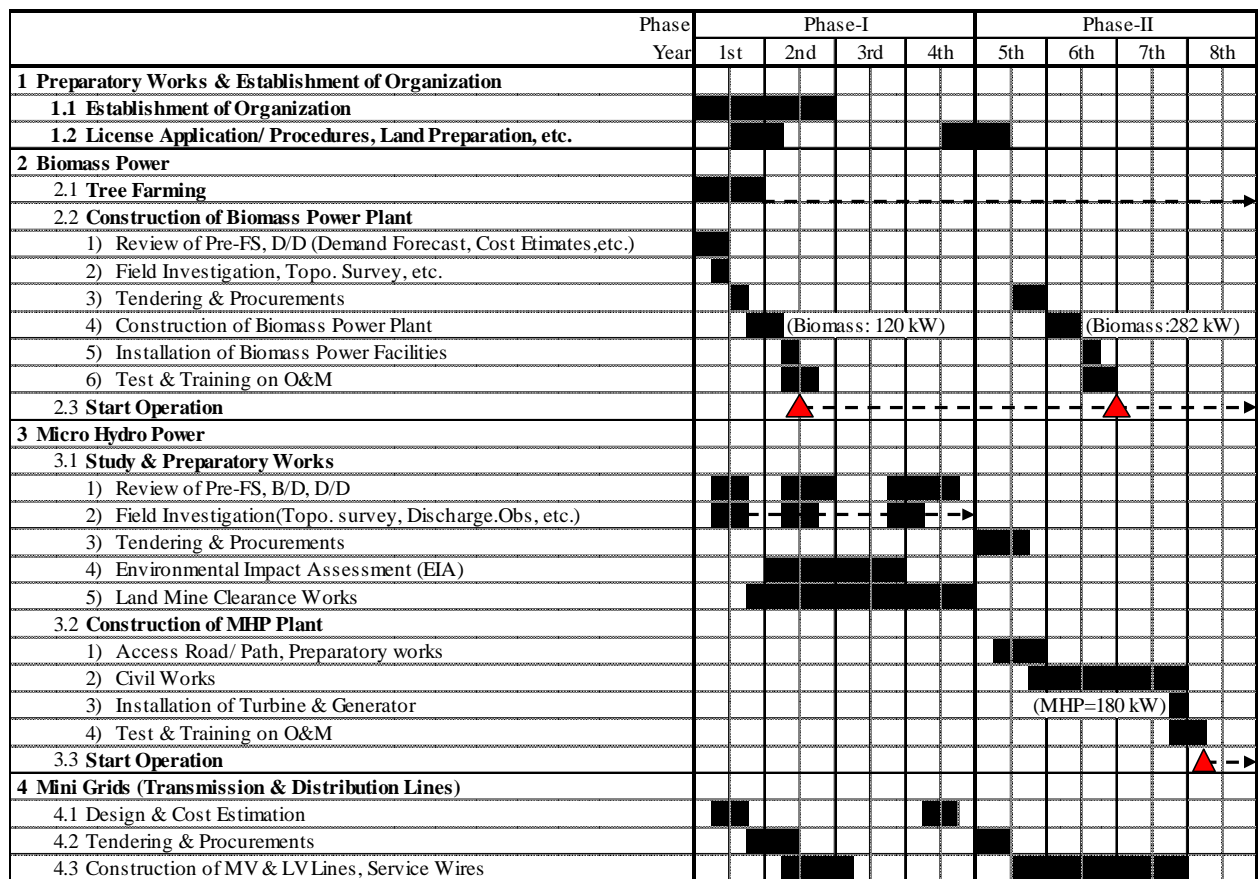 Phase Phase-I Phase-II
Year 1st 2nd 3rd 4th 5th 6th 7th 8th
1 Preparatory Works & Establishment of Organization
1.1 Establishment of Organization
1.2 License Application/ Procedures, Land Preparation, etc.
2 Biomass Power
2.1 Tree Farming
2.2 Construction of Biomass Power Plant
1) Review of Pre-FS, D/D (Demand Forecast, Cost Etimates,etc.)
2) Field Investigation, Topo. Survey, etc.
3) Tendering & Procurements
4) Construction of Biomass Power Plant (Biomass: 120 kW) (Biomass:282 kW)
5) Installation of Biomass Power Facilities
6) Test & Training on O&M
2.3 Start Operation
3 Micro Hydro Power
3.1 Study & Preparatory Works
1) Review of Pre-FS, B/D, D/D
2) Field Investigation(Topo. survey, Discharge.Obs, etc.)
3) Tendering & Procurements
4) Environmental Impact Assessment (EIA)
5) Land Mine Clearance Works
3.2 Construction of MHP Plant
1) Access Road/ Path, Preparatory works
2) Civil Works
3) Installation of Turbine & Generator (MHP=180 kW)
4) Test & Training on O&M
3.3 Start Operation
4 Mini Grids (Transmission & Distribution Lines)
4.1 Design & Cost Estimation
4.2 Tendering & Procurements
4.3 Construction of MV & LV Lines, Service Wires